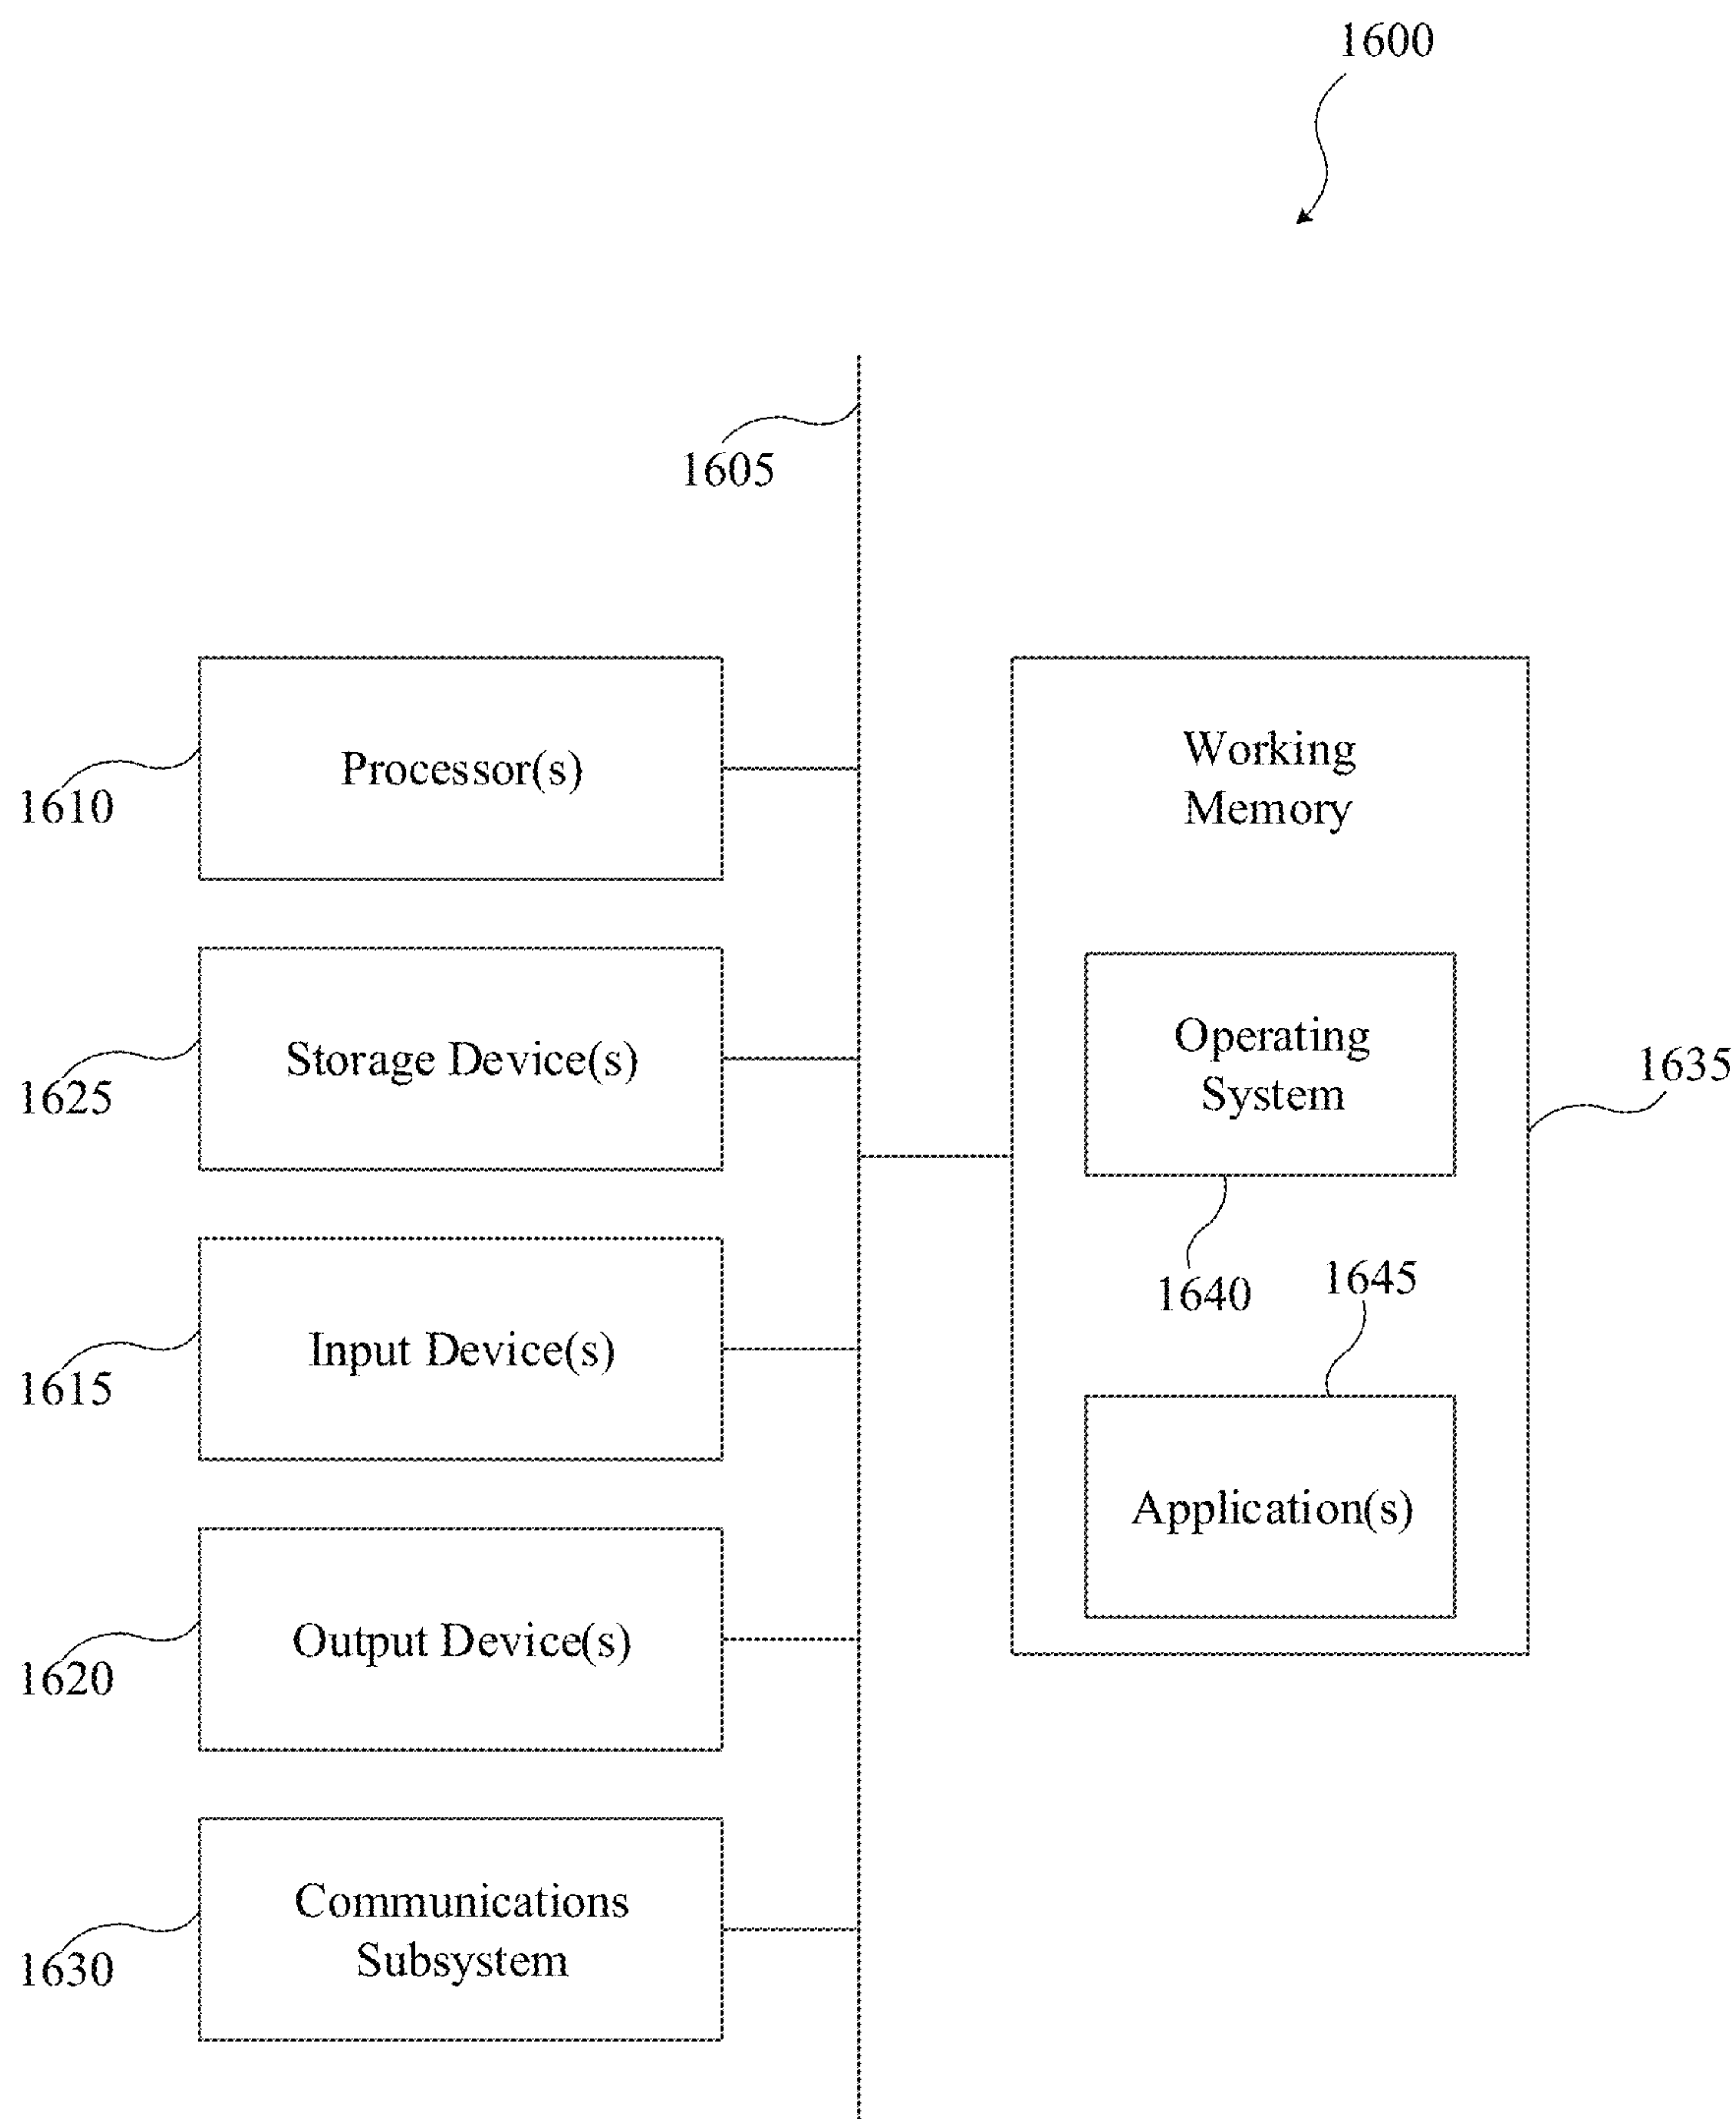 1600
1605
Processor(s)
1610
Storage Device(s)
1625
Input Device(s)
1615
Output Device(s)
1620
Communications
Subsystem
1630
Working
Memory
Operating
System
1635
1640
1645
Application(s)